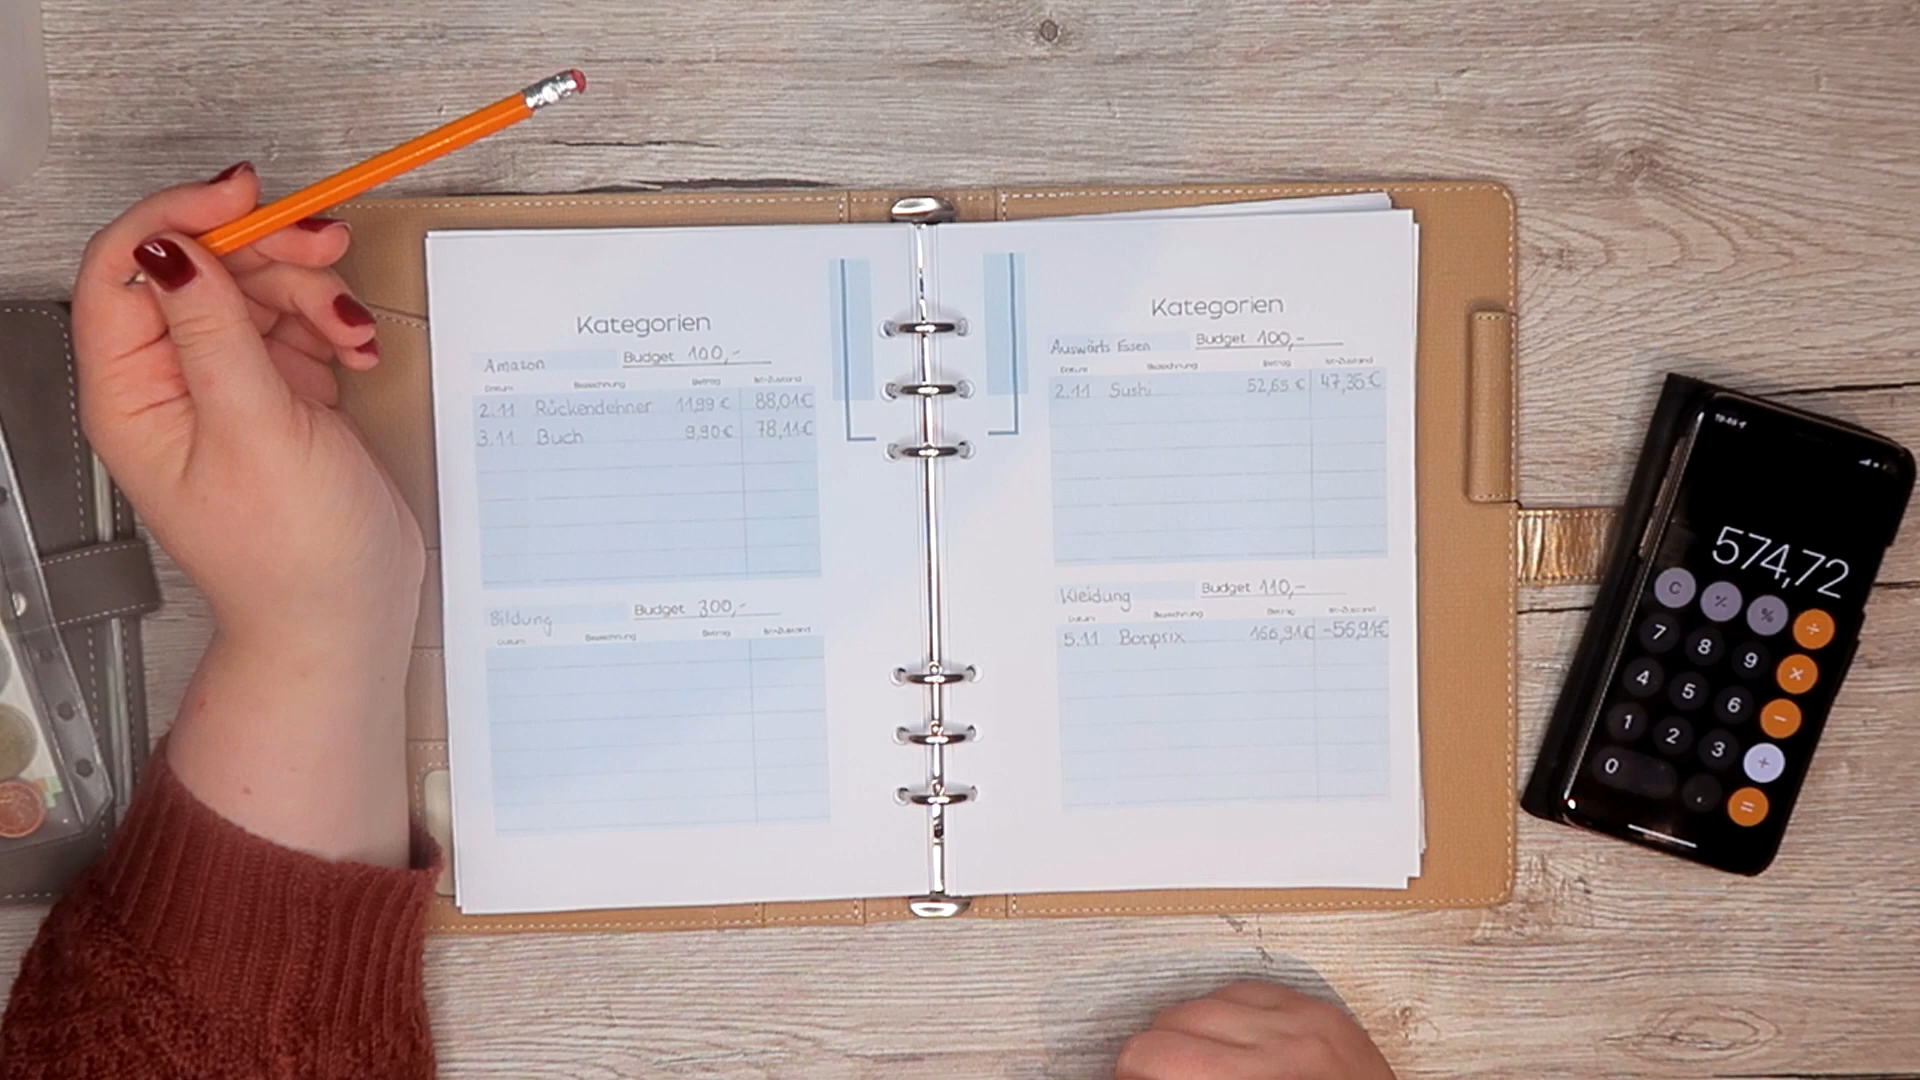 Kategorien
Amazon Budget 100,-
Datum Bezeichnung Betrag Ist-Zustand
2.11 Rückendehner 11,99 € 88,01€
3.11 Buch 9,90€ 78,11€
Bildung Budget 300,-
Datum Bezeichnung Betrag Ist-Zustand
Kategorien
Auswärts Essen Budget 100,-
Datum Bezeichnung Betrag Ist-Zustand
2.11 Sushi 52,65 € 47,35€
Kleidung Budget 110,-
Datum Bezeichnung Betrag Ist-Zustand
5.11 Bonprix 166,91€ -56,91€
574,72
C % ÷
7 8 9 ×
4 5 6 −
1 2 3 +
0 , =